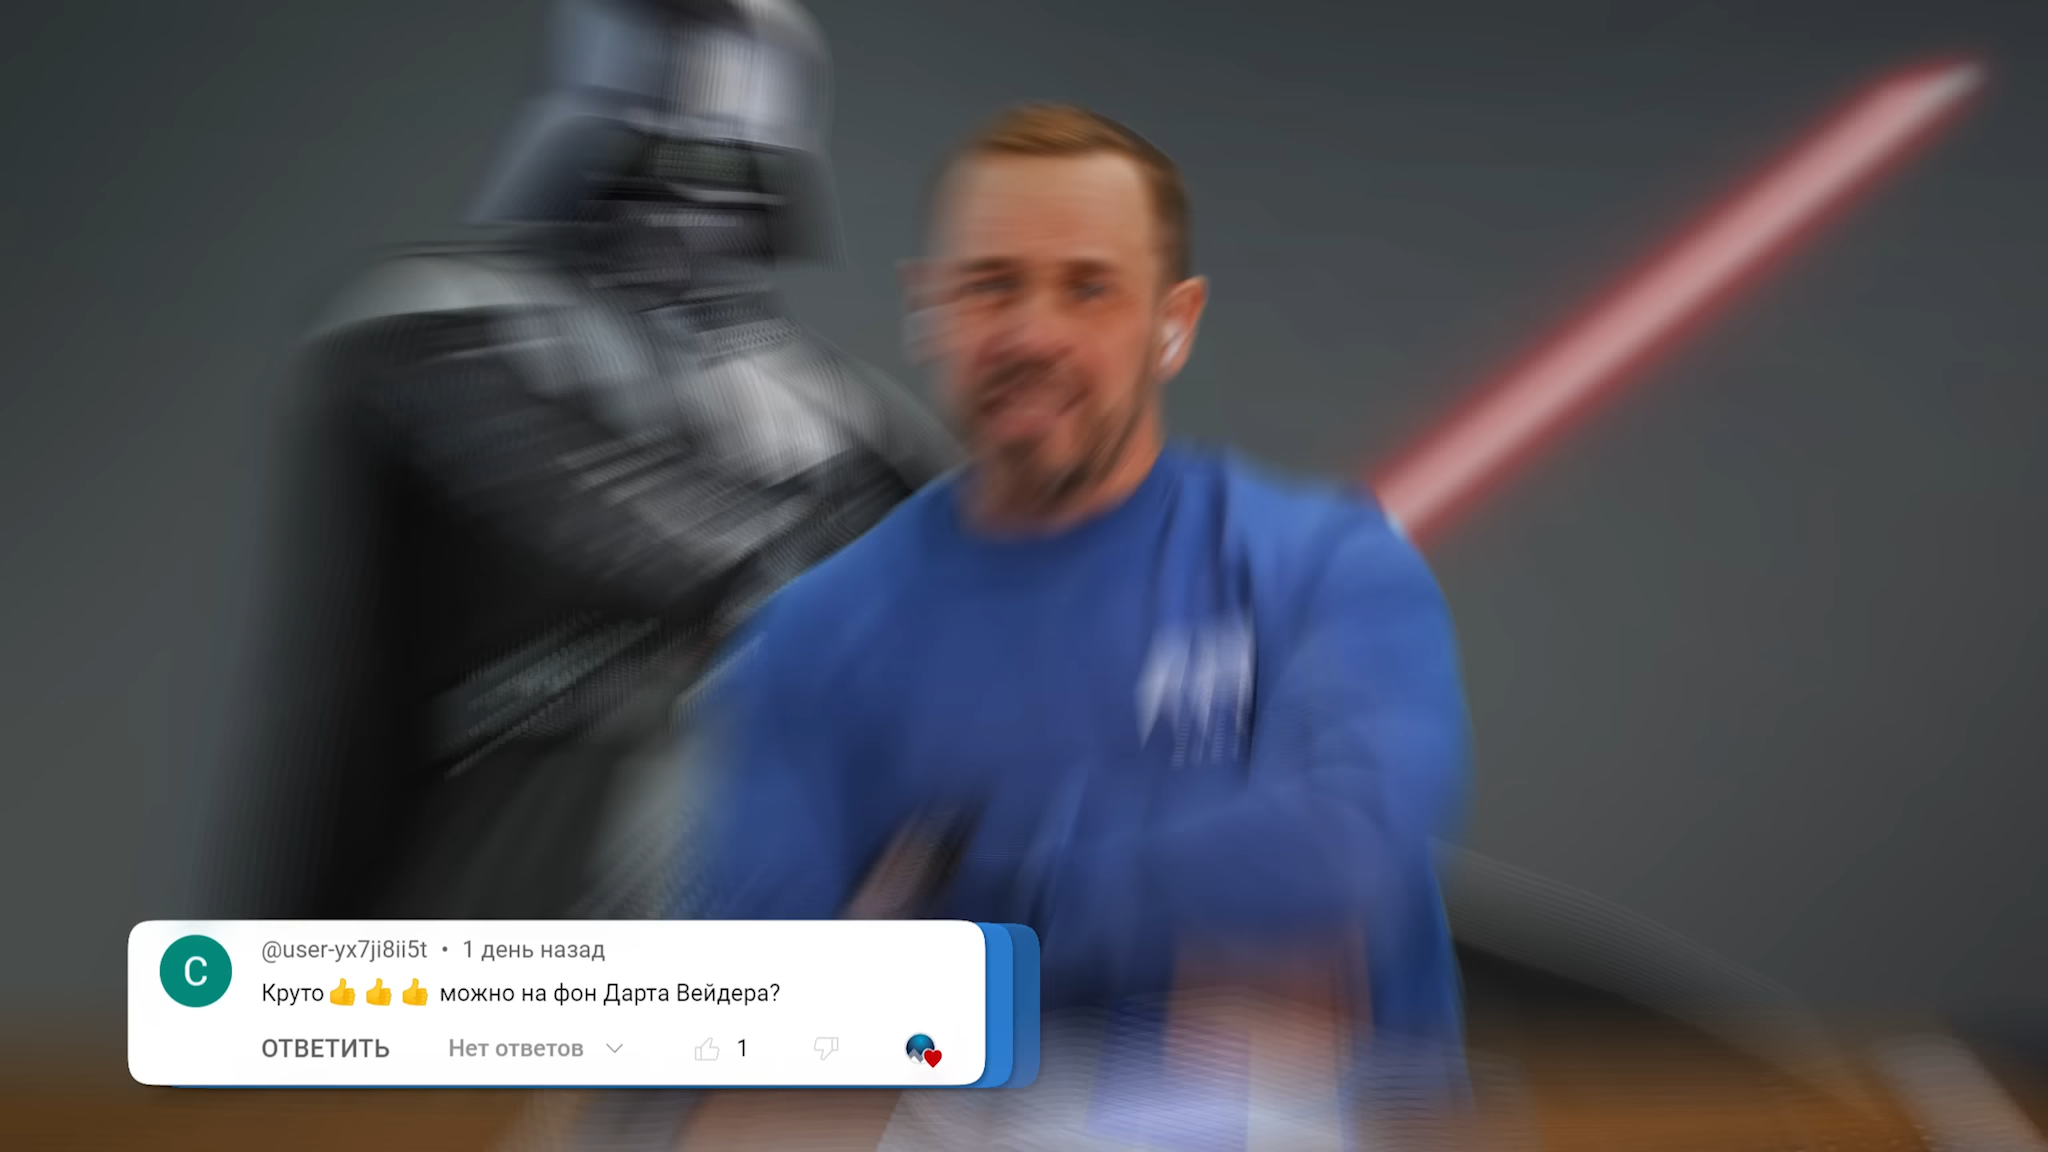 @user-yx7ji8ii5t • 1 день назад
Круто👍👍👍 можно на фон Дарта Вейдера?
ОТВЕТИТЬ Нет ответов 1